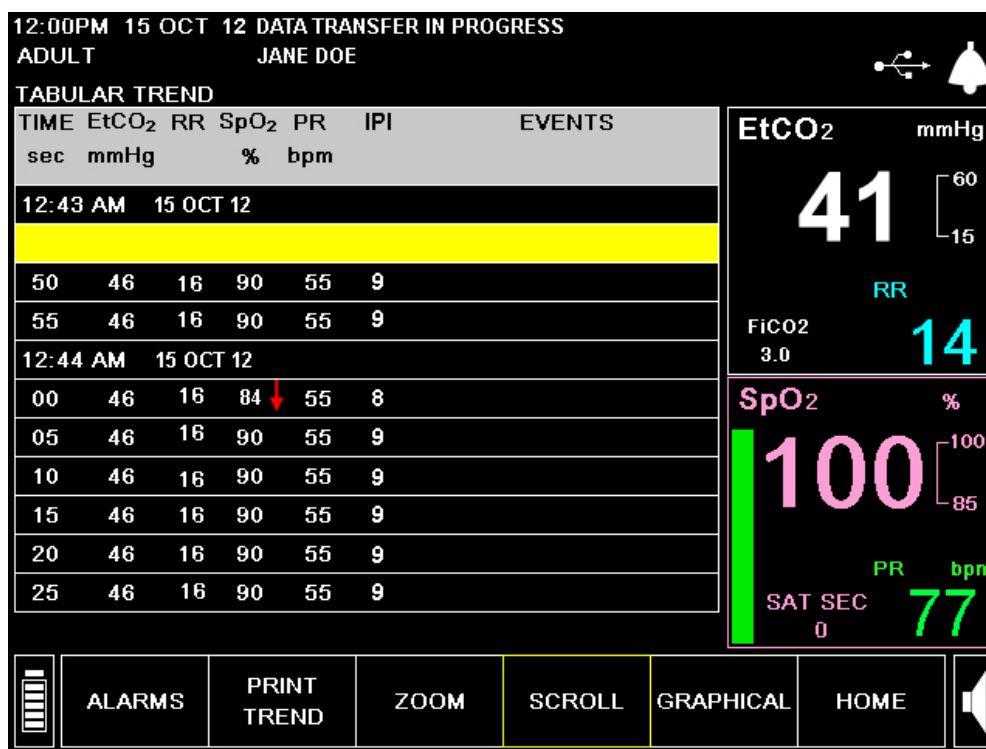 12:00PM 15 OCT 12 DATA TRANSFER IN PROGRESS
ADULT JANE DOE
TABULAR TREND
TIME EtCO2 RR SpO2 PR IPI EVENTS
sec mmHg % bpm
12:43 AM 15 OCT 12
50 46 16 90 55 9
55 46 16 90 55 9
12:44 AM 15 OCT 12
00 46 16 84 55 8
05 46 16 90 55 9
10 46 16 90 55 9
15 46 16 90 55 9
20 46 16 90 55 9
25 46 16 90 55 9
EtCO2 mmHg
41 60
15
RR
FiCO2
3.0
14
SpO2 %
100 100
85
PR bpm
SAT SEC
0
77
ALARMS
PRINT
TREND
ZOOM
SCROLL
GRAPHICAL
HOME